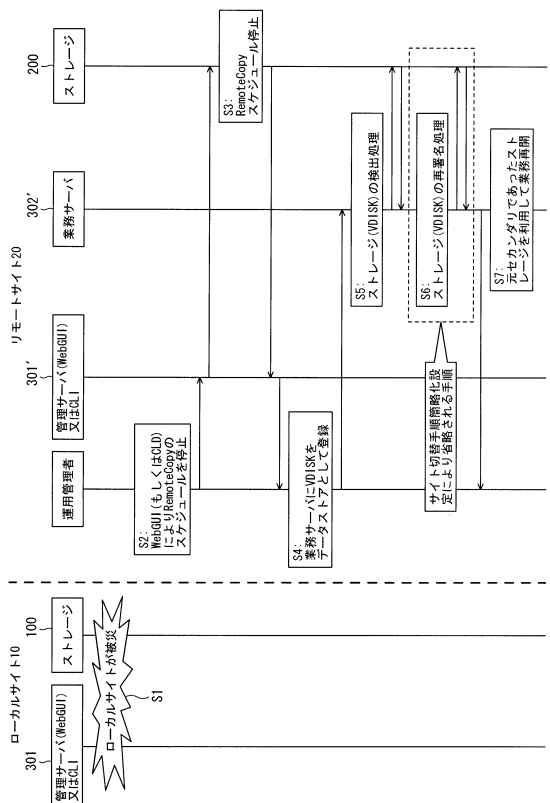 ローカルサイト10
301
管理サーバ(WebGUI)
又はCLI
100
ストレージ
ローカルサイトが被災
S1
リモートサイト20
運用管理者
301'
管理サーバ(WebGUI)
又はCLI
302'
業務サーバ
200
ストレージ
S2:
WebGUI(もしくはCLD)
によりRemoteCopyの
スケジュールを停止
S3:
RemoteCopy
スケジュール停止
S4:
業務サーバにVDISKを
データストアとして登録
S5:
ストレージ(VDISK)の検出処理
S6:
ストレージ(VDISK)の再署名処理
サイト切替手順簡略化設
定により省略される手順
S7:
元セカンダリであったスト
レージを利用して業務再開